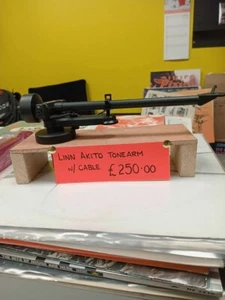 LINN AKITO TONEARM
W/ CABLE £250.00